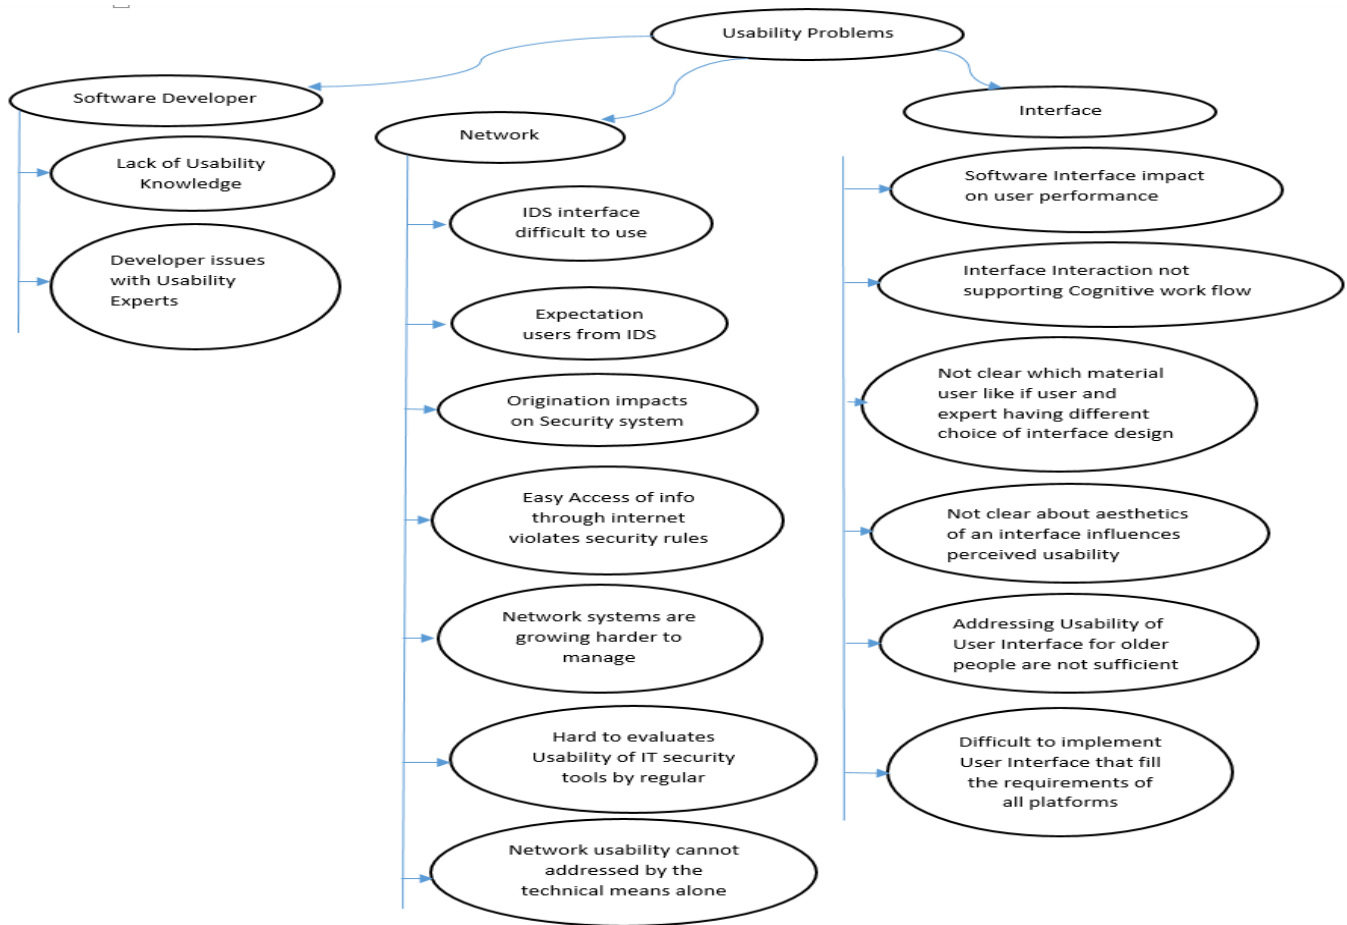 Usability Problems
Software Developer
Lack of Usability
Knowledge
Developer issues
with Usability
Experts
Network
IDS interface
difficult to use
Expectation
users from IDS
Origination impacts
on Security system
Easy Access of info
through internet
violates security rules
Network systems are
growing harder to
manage
Hard to evaluates
Usability of IT security
tools by regular
Network usability cannot
addressed by the
technical means alone
Interface
Software Interface impact
on user performance
Interface Interaction not
supporting Cognitive work flow
Not clear which material
user like if user and
expert having different
choice of interface design
Not clear about aesthetics
of an interface influences
perceived usability
Addressing Usability of
User Interface for older
people are not sufficient
Difficult to implement
User Interface that fill
the requirements of
all platforms